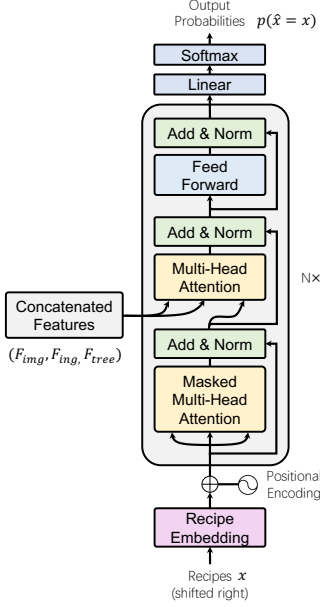 Output
Probabilities p(x̂ = x)
Softmax
Linear
Add & Norm
Feed
Forward
Add & Norm
Multi-Head
Attention
N×
Concatenated
Features
(F_img, F_ing, F_tree)
Add & Norm
Masked
Multi-Head
Attention
Positional
Encoding
Recipe
Embedding
Recipes x
(shifted right)